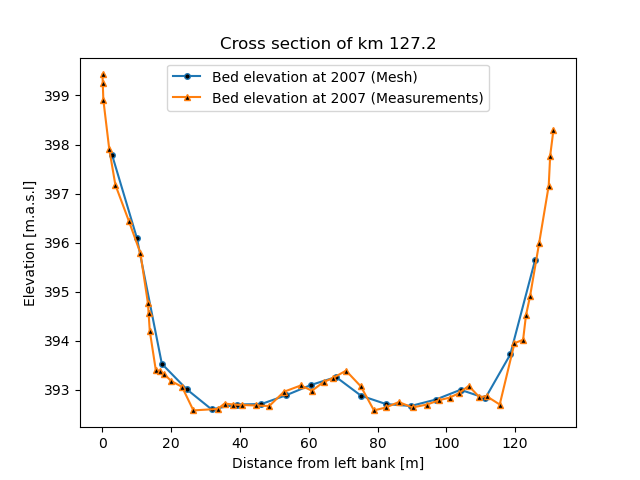 Cross section of km 127.2
Bed elevation at 2007 (Mesh)
Bed elevation at 2007 (Measurements)
Elevation [m.a.s.l]
399
398
397
396
395
394
393
0 20 40 60 80 100 120
Distance from left bank [m]